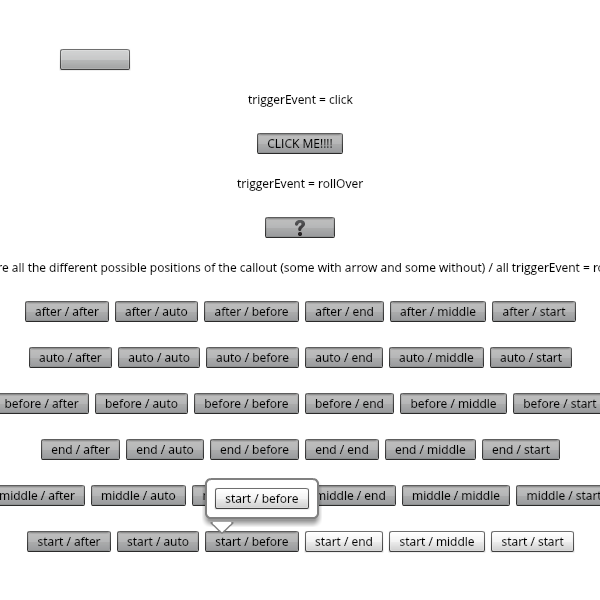 triggerEvent = click
CLICK ME!!!!
triggerEvent = rollOver
?
all the different possible positions of the callout (some with arrow and some without) / all triggerEvent =
after / after after / auto after / before after / end after / middle after / start
auto / after auto / auto auto / before auto / end auto / middle auto / start
before / after before / auto before / before before / end before / middle before / start
end / after end / auto end / before end / end end / middle end / start
middle / after middle / auto middle / end middle / middle middle / start
start / before
start / after start / auto start / before start / end start / middle start / start